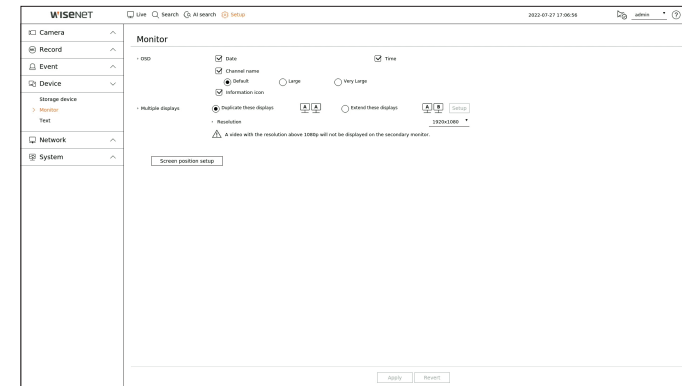 WISENET
Live Search AI search Setup 2022-07-27 17:06:56 admin ?
Camera
Record
Event
Device
Storage device
> Monitor
Text
Network
System
Monitor
• OSD Date Time
Channel name
Default Large Very Large
Information icon
• Multiple displays Duplicate these displays A A Extend these displays A B Setup
• Resolution 1920x1080
A video with the resolution above 1080p will not be displayed on the secondary monitor.
Screen position setup
Apply Revert